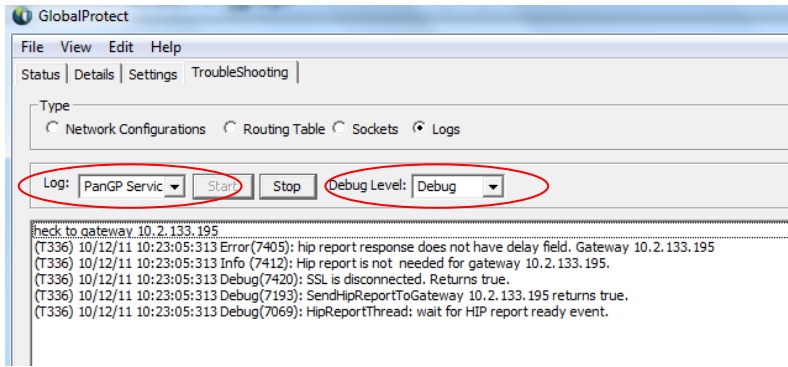 GlobalProtect
File View Edit Help
Status Details Settings TroubleShooting
Type
Network Configurations Routing Table Sockets Logs
Log: PanGP Servic Start Stop Debug Level: Debug
heck to gateway 10.2.133.195
(T336) 10/12/11 10:23:05:313 Error(7405): hip report response does not have delay field. Gateway 10.2.133.195
(T336) 10/12/11 10:23:05:313 Info (7412): Hip report is not needed for gateway 10.2.133.195.
(T336) 10/12/11 10:23:05:313 Debug(7420): SSL is disconnected. Returns true.
(T336) 10/12/11 10:23:05:313 Debug(7193): SendHipReportToGateway 10.2.133.195 returns true.
(T336) 10/12/11 10:23:05:313 Debug(7069): HipReportThread: wait for HIP report ready event.